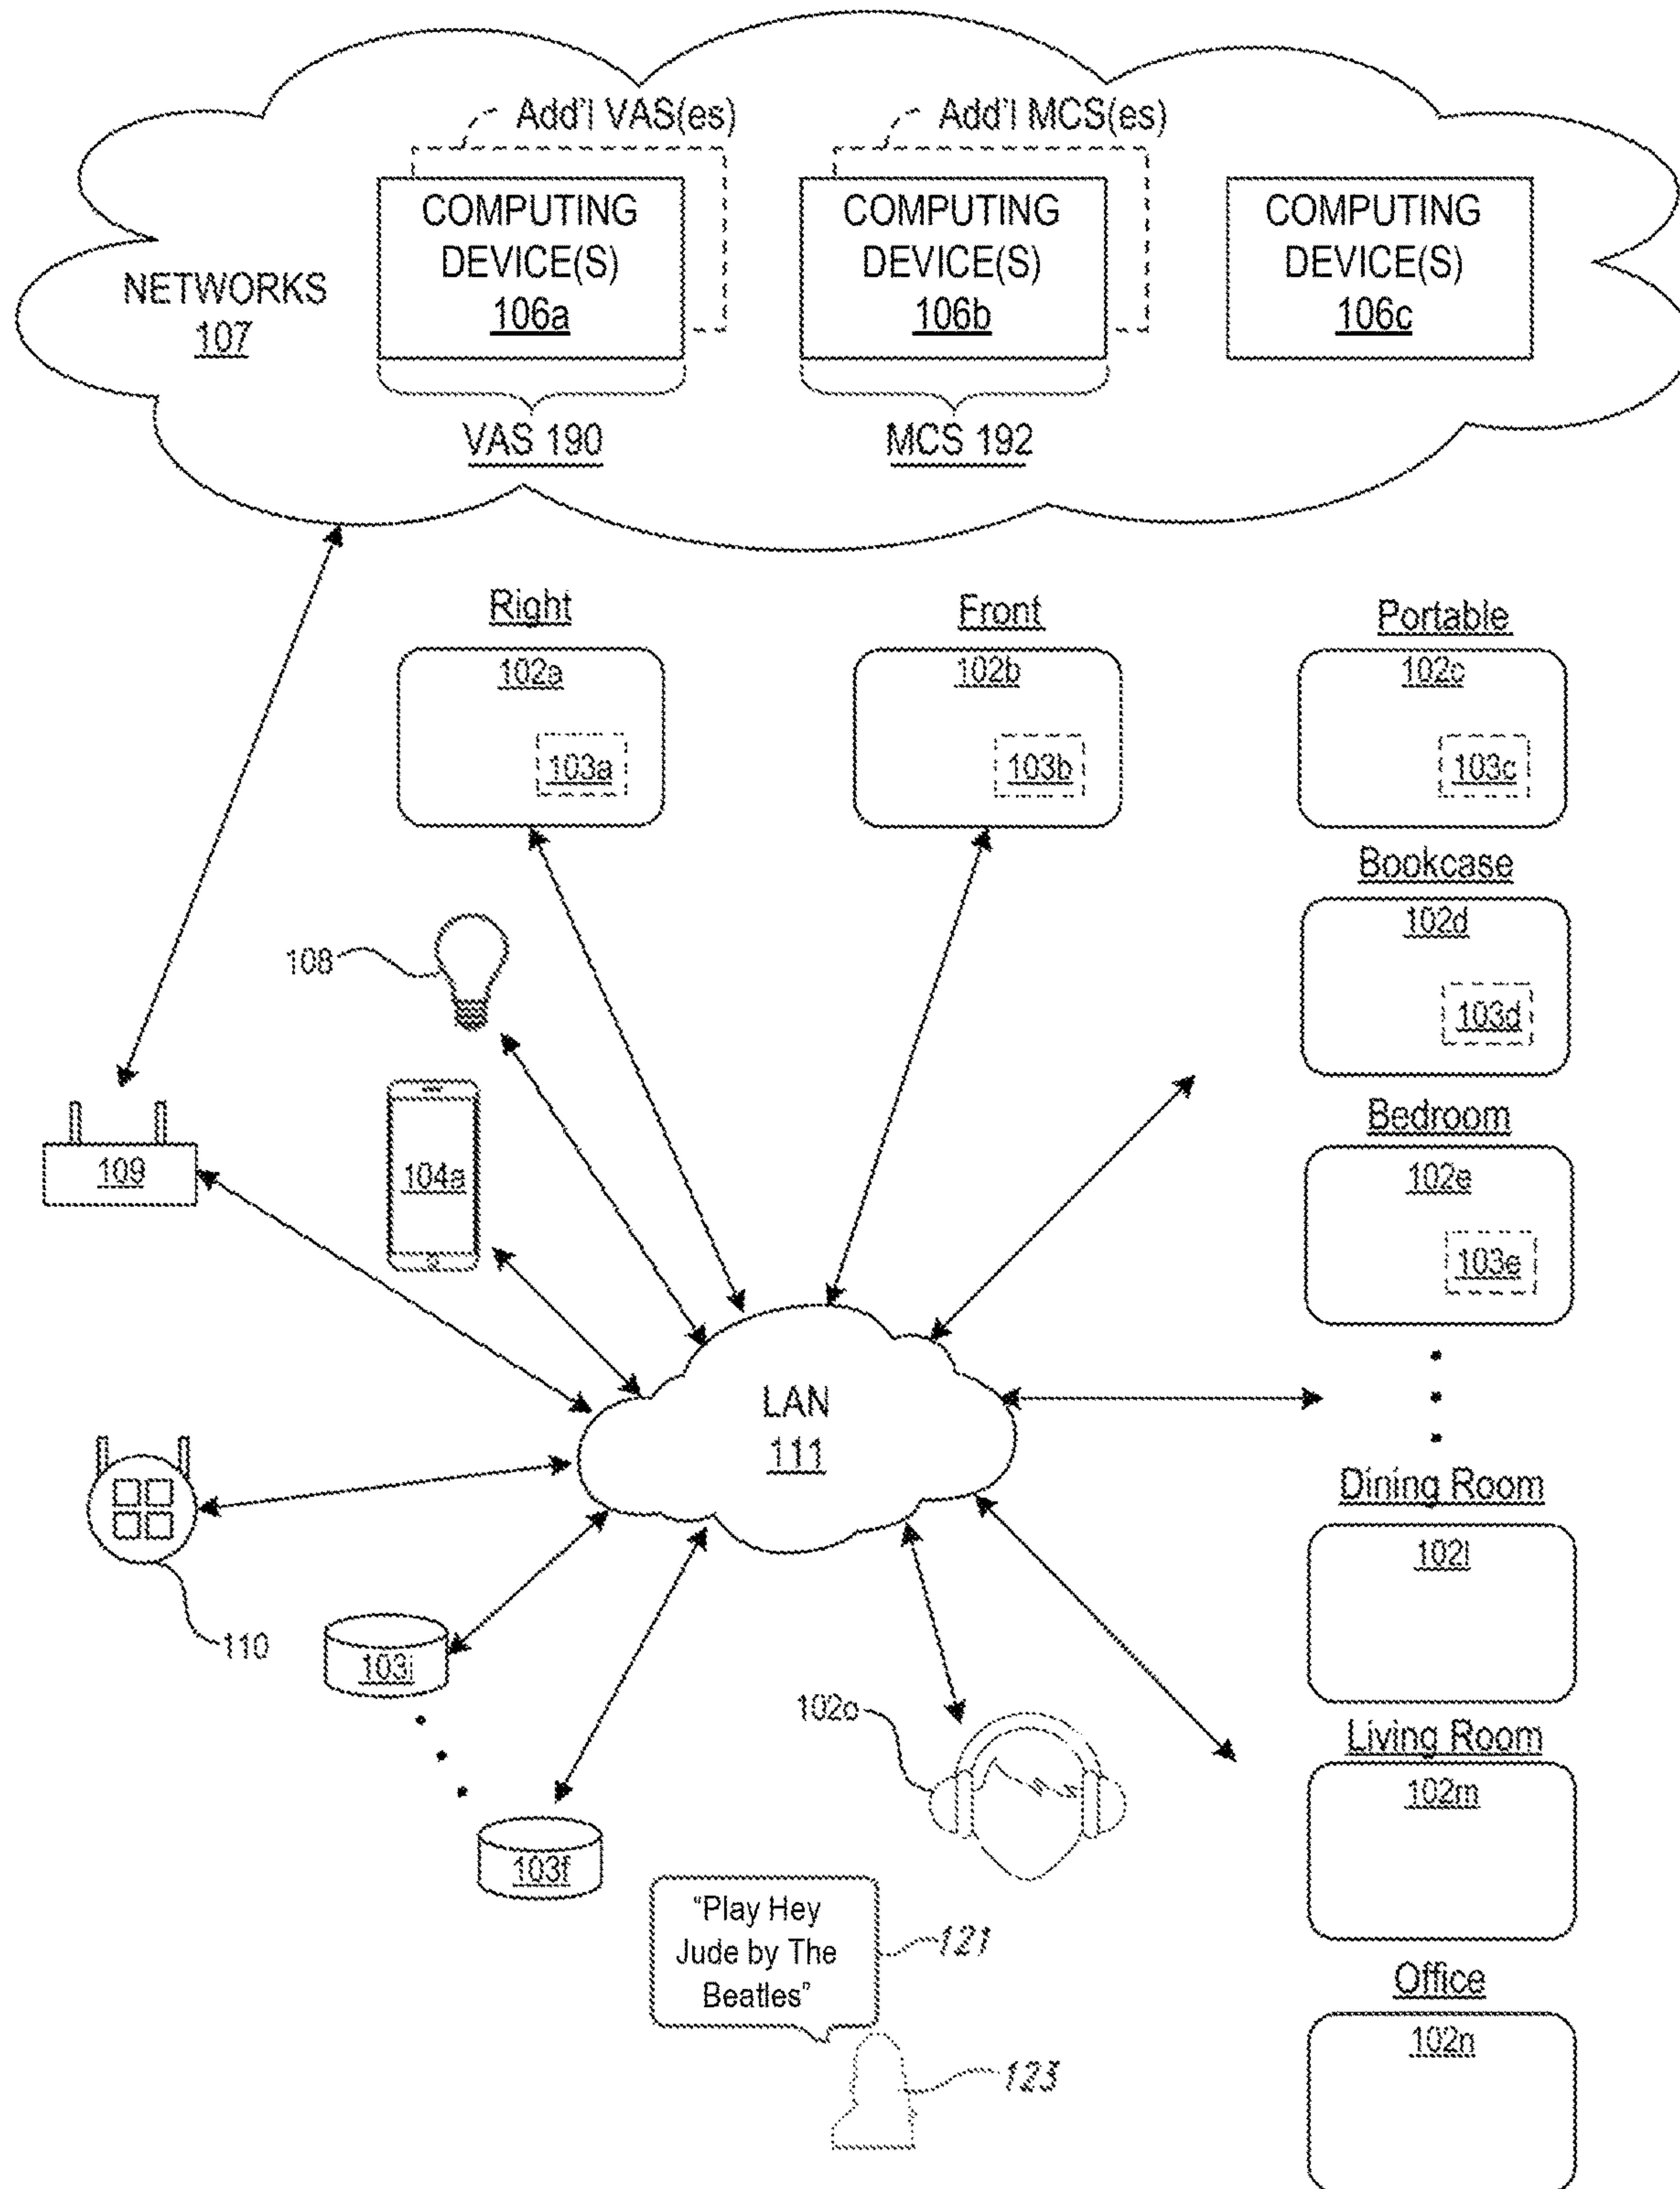 Add'l VAS(es)
Add'l MCS(es)
COMPUTING
DEVICE(S)
106a
COMPUTING
DEVICE(S)
106b
COMPUTING
DEVICE(S)
106c
NETWORKS
107
VAS 190
MCS 192
Right
102a
103a
Front
102b
103b
Portable
102c
103c
Bookcase
102d
103d
108
104a
109
Bedroom
102e
103e
LAN
111
110
103i
103f
102o
Dining Room
102l
Living Room
102m
"Play Hey
Jude by The
Beatles"
121
123
Office
102n